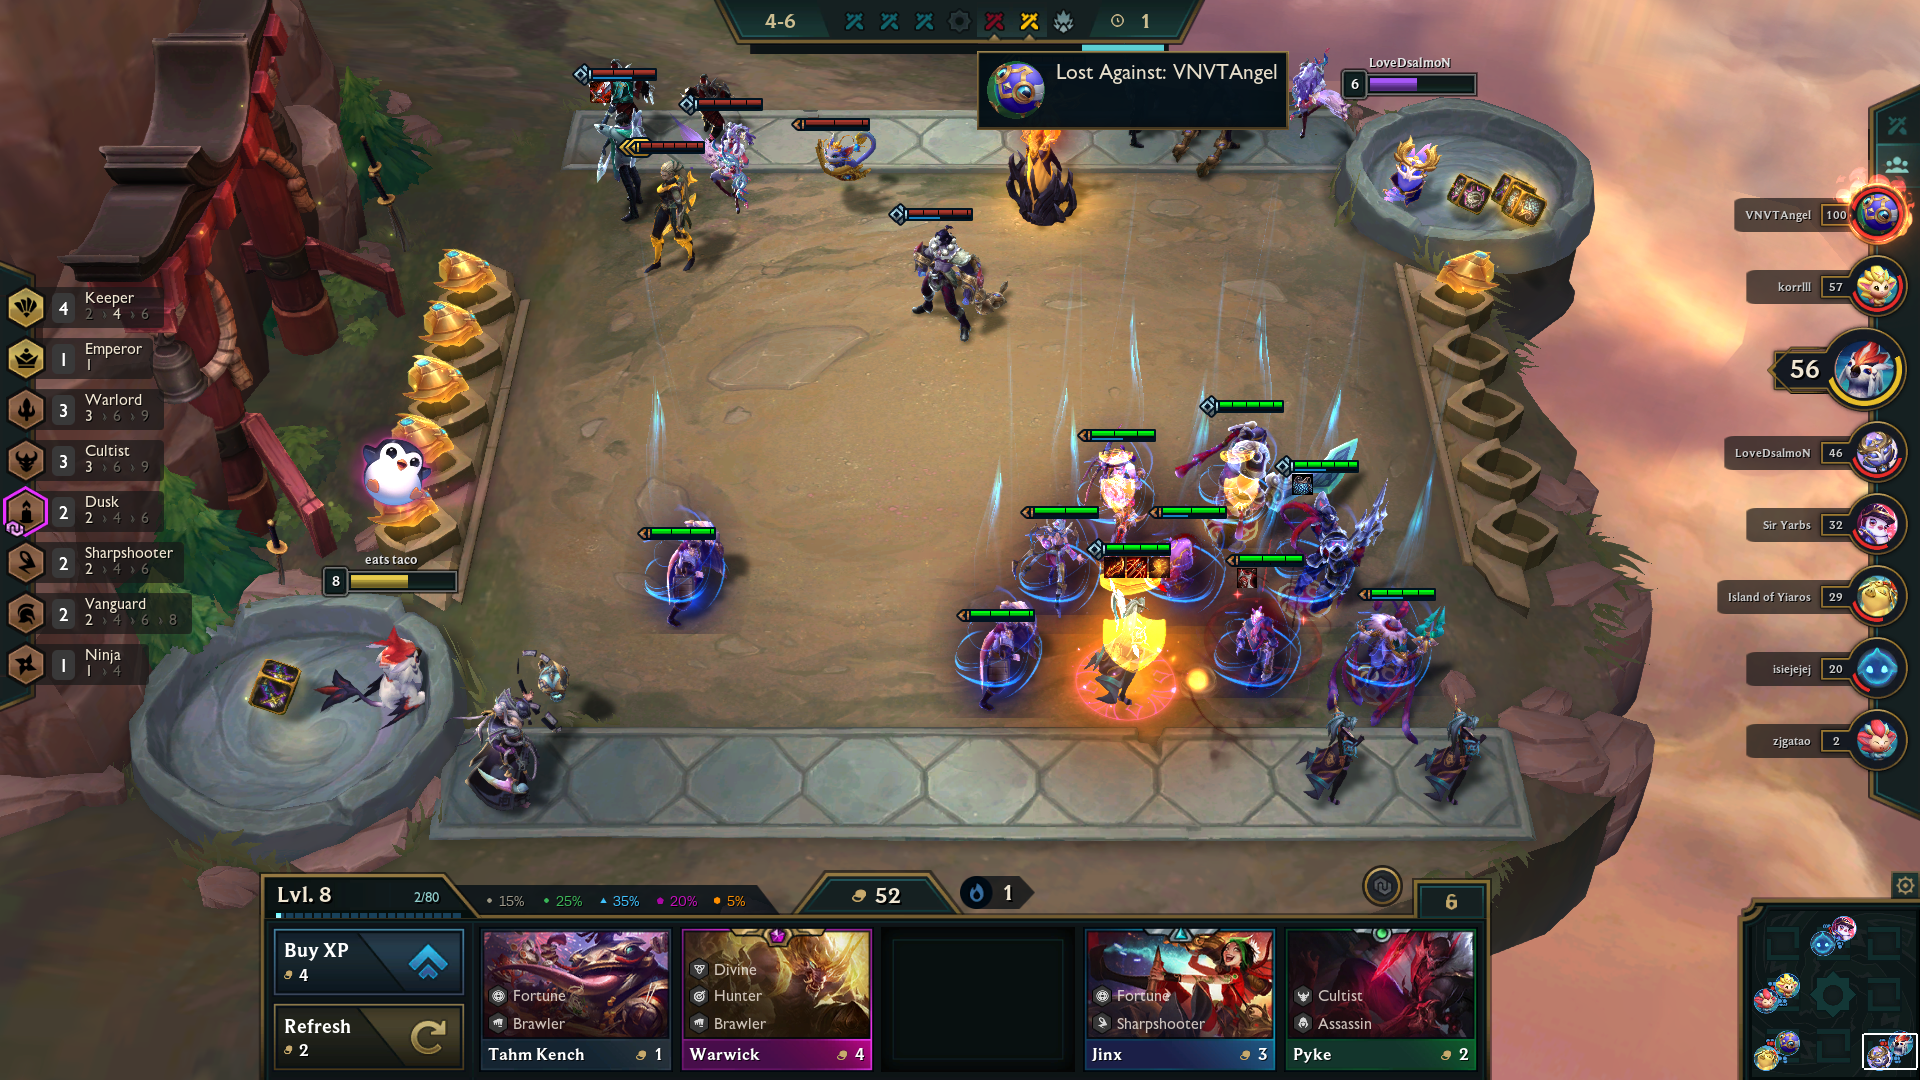 4-6
1
Lost Against: VNVTAngel
LoveDsalmoN
6
VNVTAngel 100
korrlll 57
56
LoveDsalmoN 46
Sir Yarbs 32
Island of Yiaros 29
isiejejej 20
zjgatao 2
4 Keeper
2 › 4 › 6
1 Emperor
1
3 Warlord
3 › 6 › 9
3 Cultist
3 › 6 › 9
2 Dusk
2 › 4 › 6
2 Sharpshooter
2 › 4 › 6
2 Vanguard
2 › 4 › 6 › 8
1 Ninja
1 › 4
eats taco
8
Lvl. 8
2/80
15% 25% 35% 20% 5%
52
1
6
Buy XP
4
Refresh
2
Fortune
Brawler
Tahm Kench 1
Divine
Hunter
Brawler
Warwick 4
Fortune
Sharpshooter
Jinx 3
Cultist
Assassin
Pyke 2